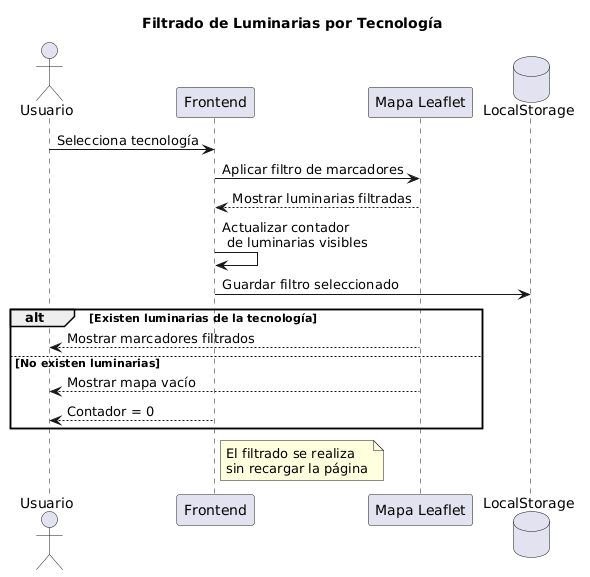 Filtrado de Luminarias por Tecnología
Usuario
Frontend
Mapa Leaflet
LocalStorage
Selecciona tecnología
Aplicar filtro de marcadores
Mostrar luminarias filtradas
Actualizar contador
de luminarias visibles
Guardar filtro seleccionado
alt [Existen luminarias de la tecnología]
Mostrar marcadores filtrados
[No existen luminarias]
Mostrar mapa vacío
Contador = 0
El filtrado se realiza
sin recargar la página
Usuario
Frontend
Mapa Leaflet
LocalStorage